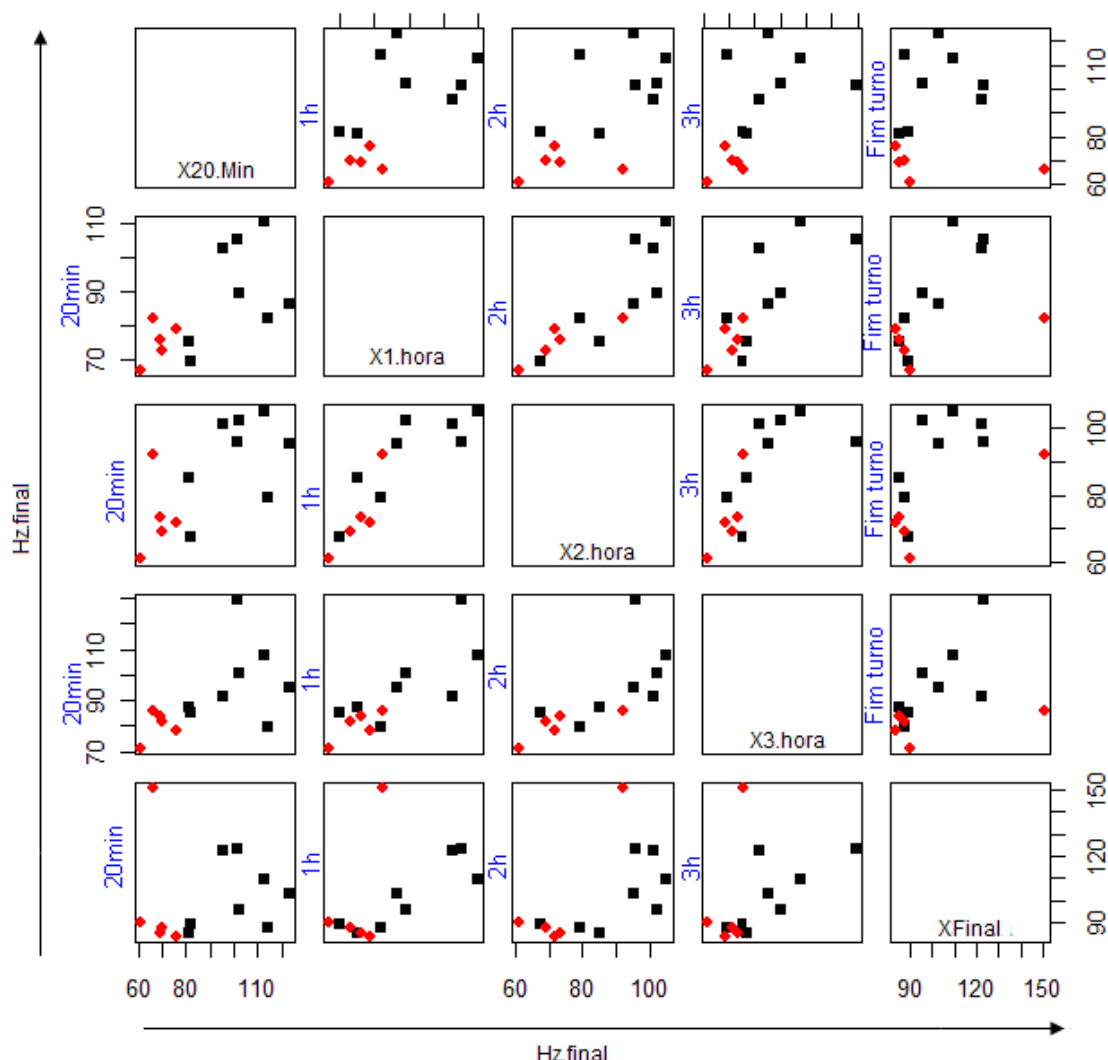 X20.Min
1h
2h
3h
Fim turno
60
80
110
20min
70
90
110
X1.hora
2h
3h
Fim turno
20min
1h
X2.hora
3h
Fim turno
60
80
100
Hz.final
20min
70
90
110
1h
2h
X3.hora
Fim turno
20min
1h
2h
3h
XFinal
90
120
150
60
80
110
60
80
100
90
120
150
Hz.final